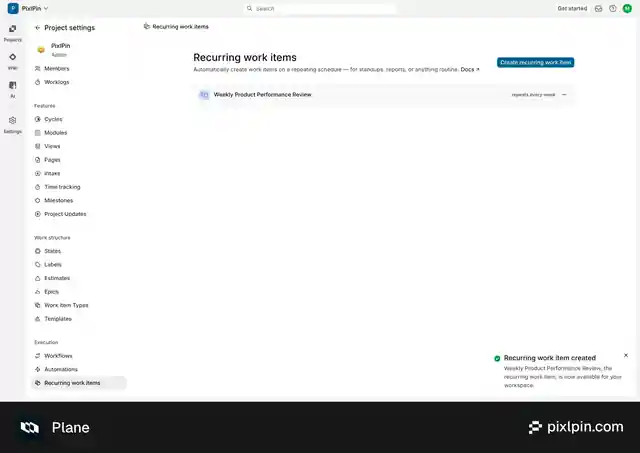 P PixlPin
Search
Get started
M
Projects
Wiki
AI
Settings
Project settings
PixlPin
Admin
Members
Worklogs
Features
Cycles
Modules
Views
Pages
Intake
Time tracking
Milestones
Project Updates
Work structure
States
Labels
Estimates
Epics
Work item Types
Templates
Execution
Workflows
Automations
Recurring work items
Recurring work items
Recurring work items
Automatically create work items on a repeating schedule — for standups, reports, or anything routine. Docs ↗
Create recurring work item
Weekly Product Performance Review
repeats every week
Recurring work item created
Weekly Product Performance Review, the
recurring work item, is now available for your
workspace.
Plane
pixlpin.com